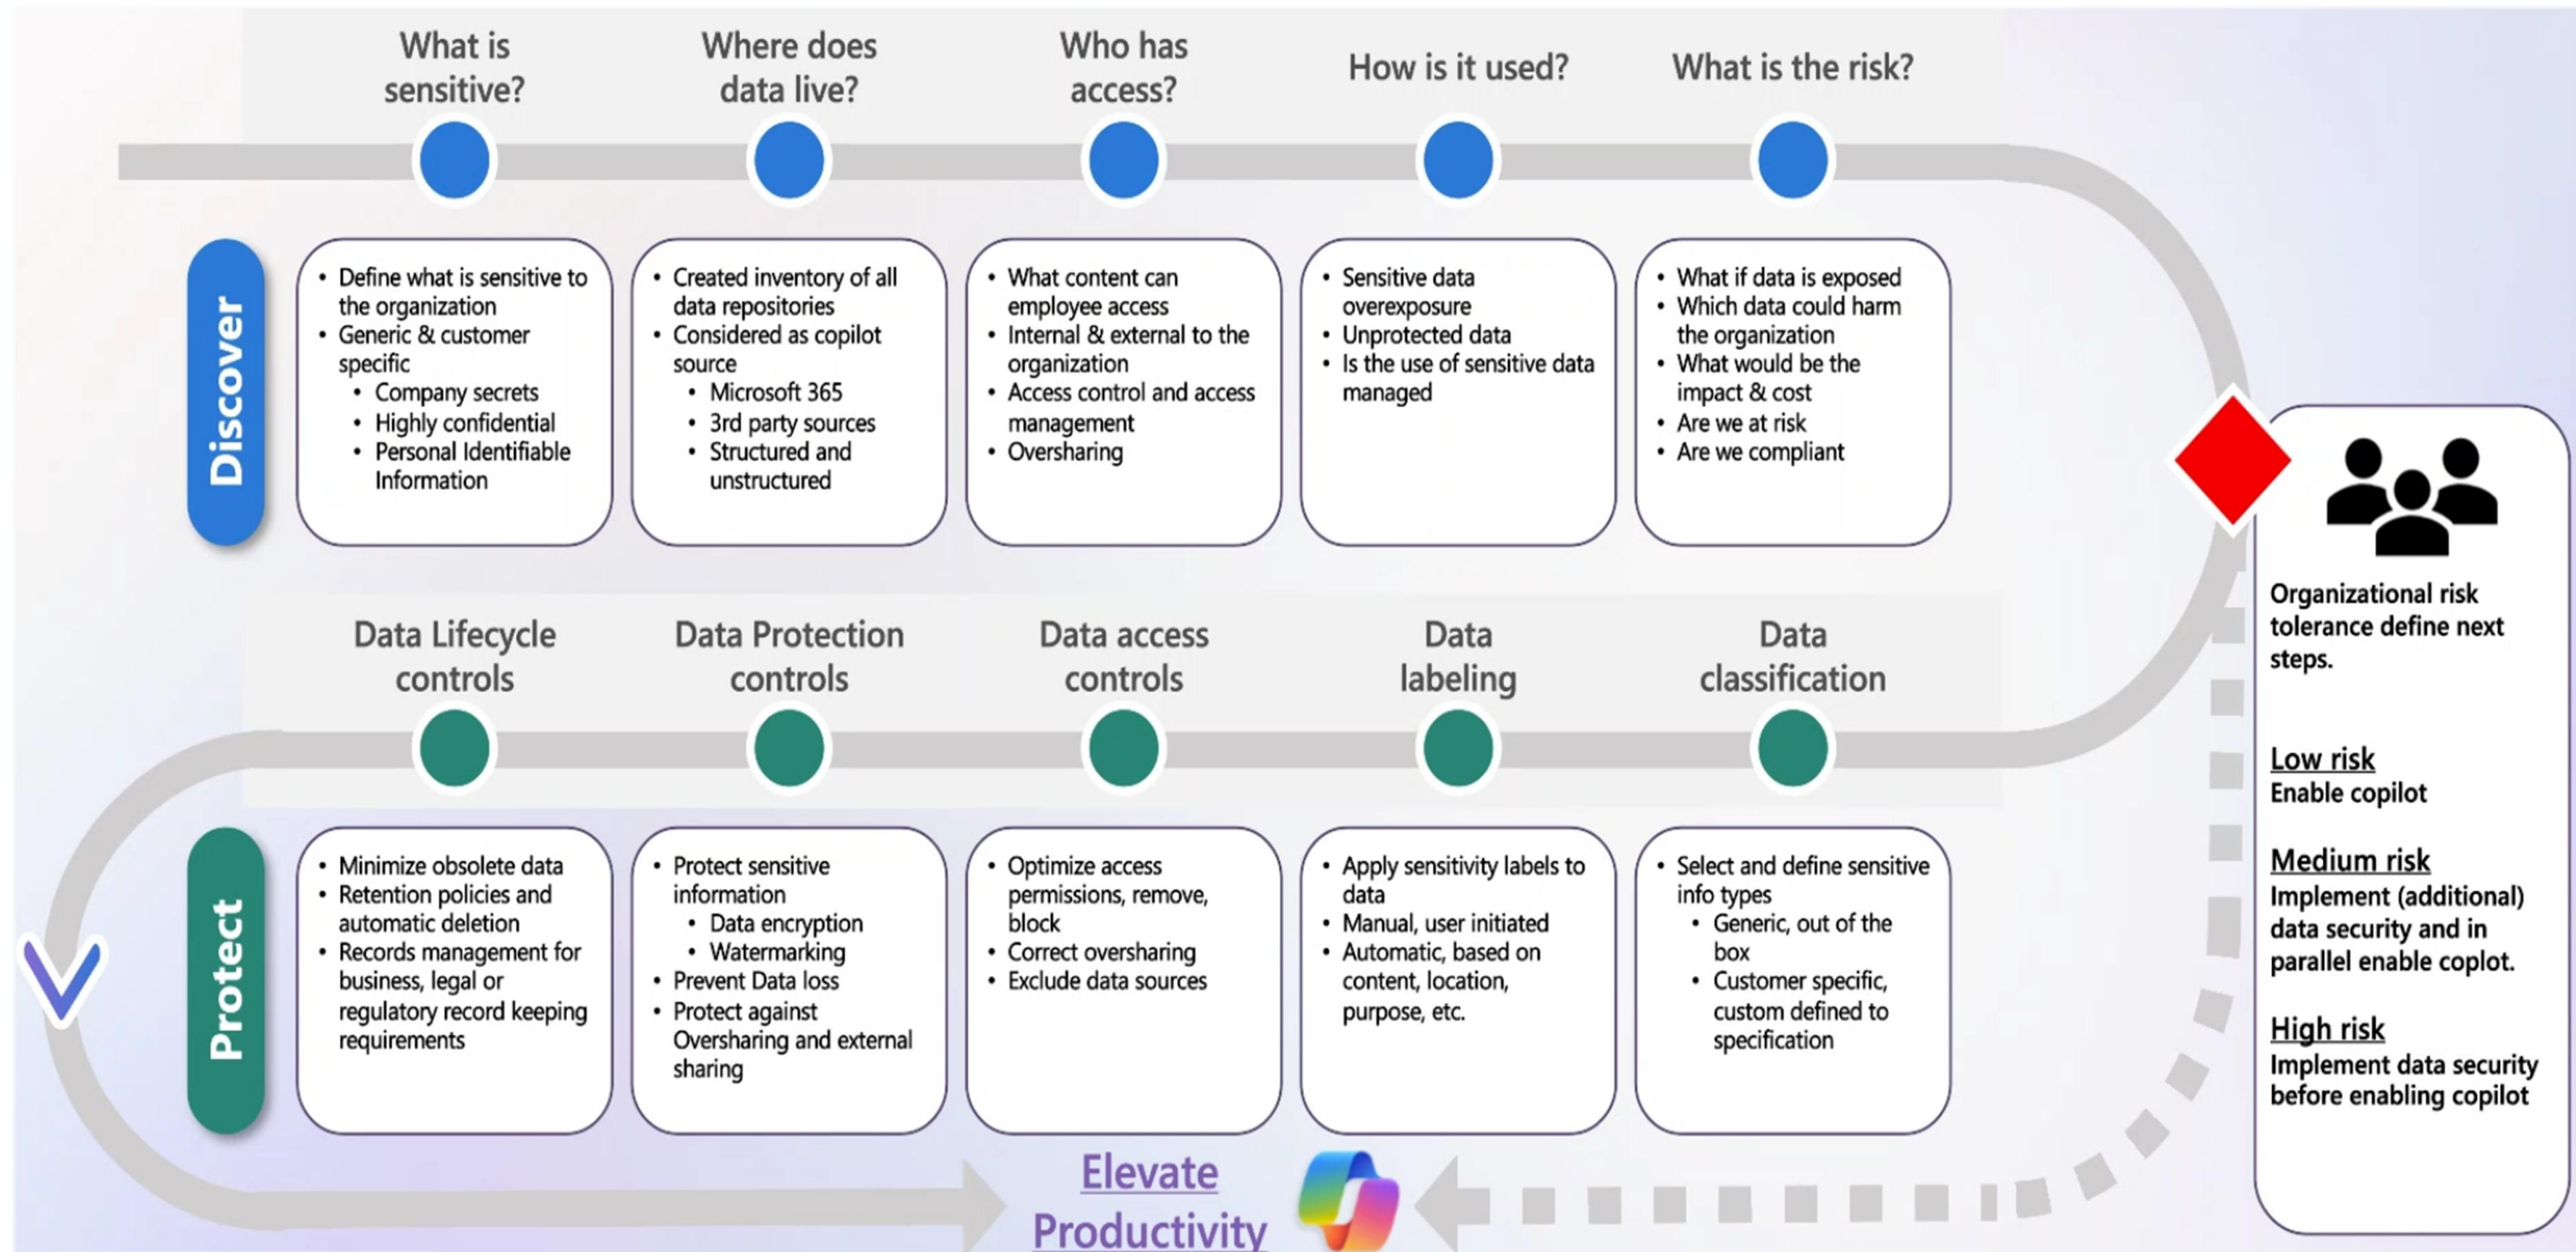 What is
sensitive?
Where does
data live?
Who has
access?
How is it used?
What is the risk?
Discover
• Define what is sensitive to
the organization
• Generic & customer
specific
• Company secrets
• Highly confidential
• Personal Identifiable
Information
• Created inventory of all
data repositories
• Considered as copilot
source
• Microsoft 365
• 3rd party sources
• Structured and
unstructured
• What content can
employee access
• Internal & external to the
organization
• Access control and access
management
• Oversharing
• Sensitive data
overexposure
• Unprotected data
• Is the use of sensitive data
managed
• What if data is exposed
• Which data could harm
the organization
• What would be the
impact & cost
• Are we at risk
• Are we compliant
Organizational risk
tolerance define next
steps.
Low risk
Enable copilot
Medium risk
Implement (additional)
data security and in
parallel enable coplot.
High risk
Implement data security
before enabling copilot
Data Lifecycle
controls
Data Protection
controls
Data access
controls
Data
labeling
Data
classification
Protect
• Minimize obsolete data
• Retention policies and
automatic deletion
• Records management for
business, legal or
regulatory record keeping
requirements
• Protect sensitive
information
• Data encryption
• Watermarking
• Prevent Data loss
• Protect against
Oversharing and external
sharing
• Optimize access
permissions, remove,
block
• Correct oversharing
• Exclude data sources
• Apply sensitivity labels to
data
• Manual, user initiated
• Automatic, based on
content, location,
purpose, etc.
• Select and define sensitive
info types
• Generic, out of the
box
• Customer specific,
custom defined to
specification
Elevate
Productivity